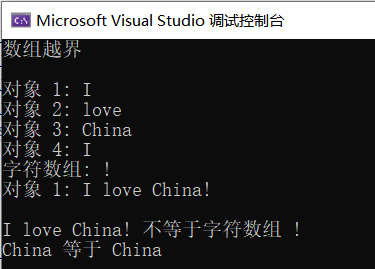 Microsoft Visual Studio 调试控制台
数组越界
对象 1: I
对象 2: love
对象 3: China
对象 4: I
字符数组: !
对象 1: I love China!
I love China! 不等于字符数组 !
China 等于 China